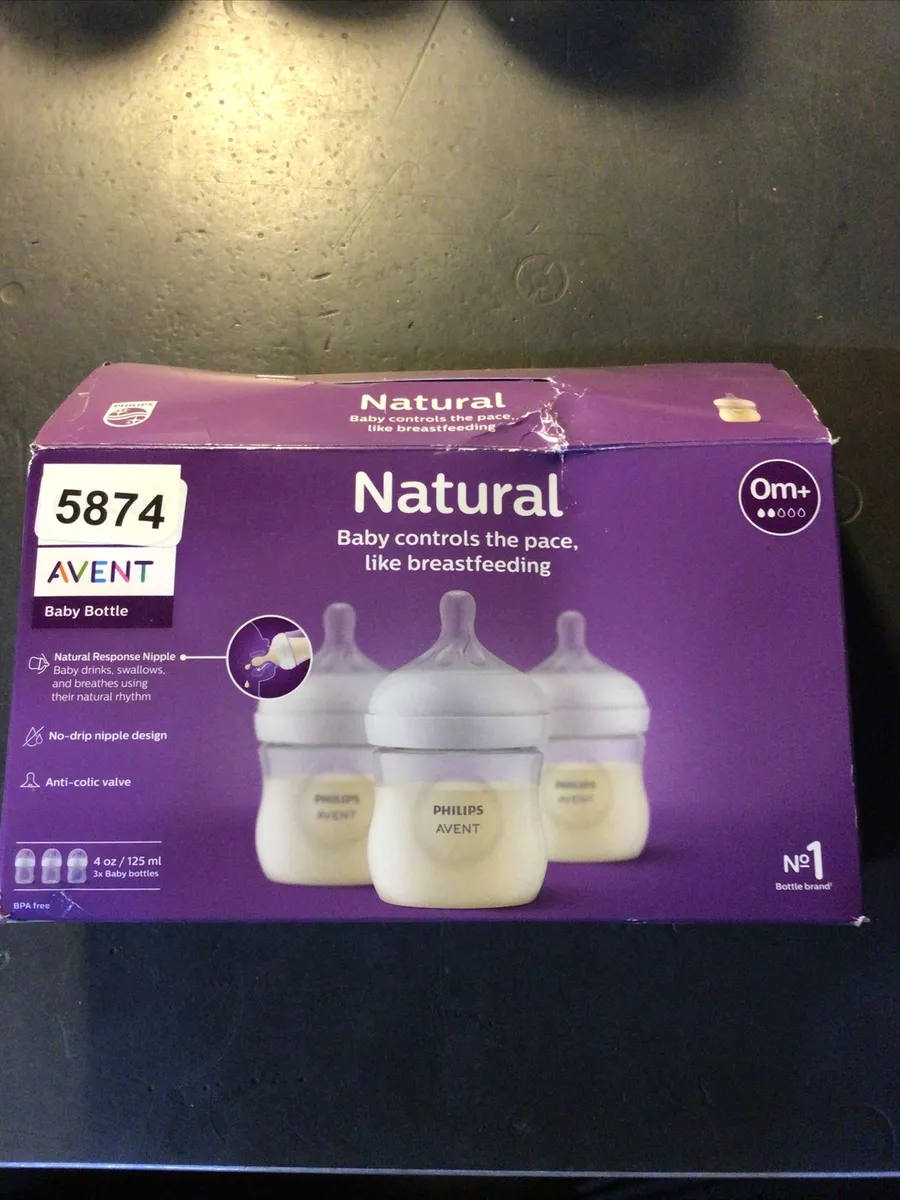 PHILIPS
Natural
Baby controls the pace,
like breastfeeding
5874
AVENT
Baby Bottle
Natural
Baby controls the pace,
like breastfeeding
0m+
Natural Response Nipple
Baby drinks, swallows,
and breathes using
their natural rhythm
No-drip nipple design
Anti-colic valve
4 oz / 125 ml
3x Baby bottles
BPA free
PHILIPS
AVENT
PHILIPS
AVENT
PHILIPS
AVENT
Nº1
Bottle brand¹